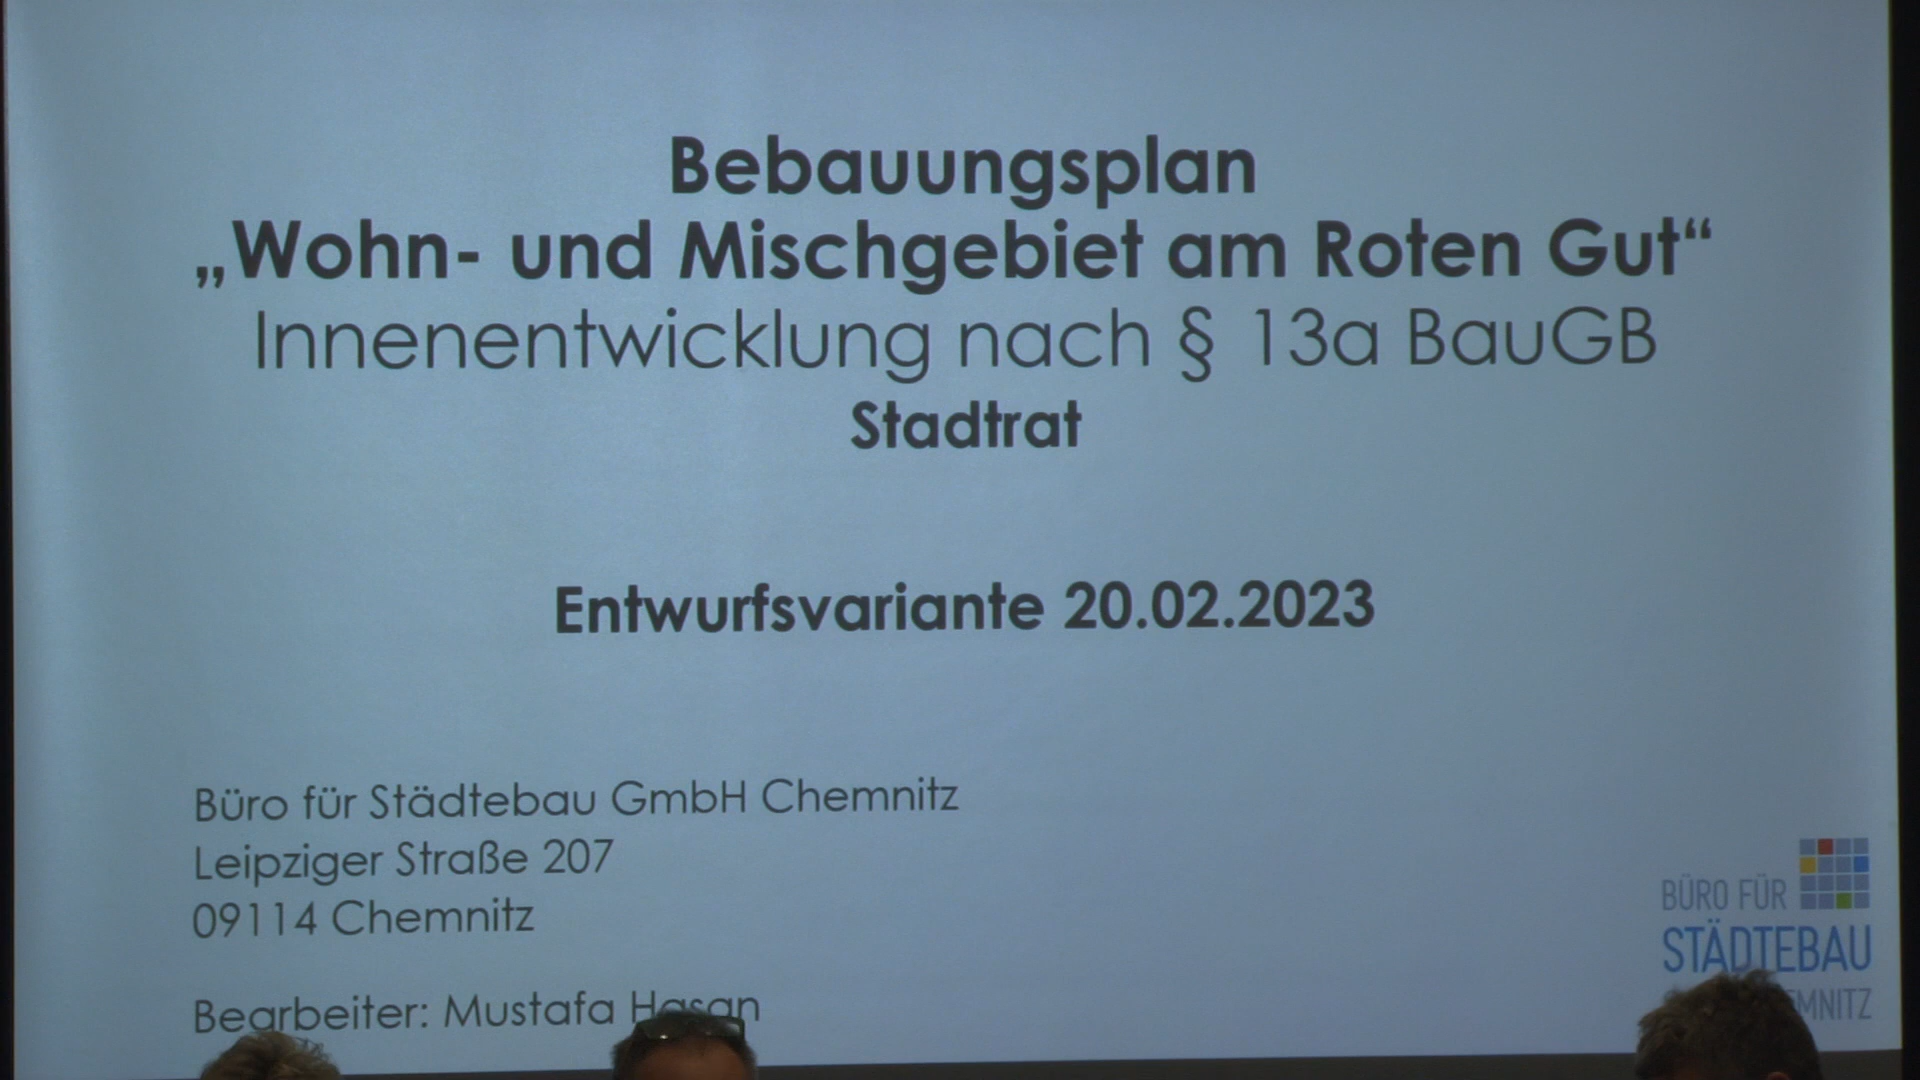 Bebauungsplan
„Wohn- und Mischgebiet am Roten Gut“
Innenentwicklung nach § 13a BauGB
Stadtrat
Entwurfsvariante 20.02.2023
Büro für Städtebau GmbH Chemnitz
Leipziger Straße 207
09114 Chemnitz
Bearbeiter: Mustafa Hasan
BÜRO FÜR
STÄDTEBAU